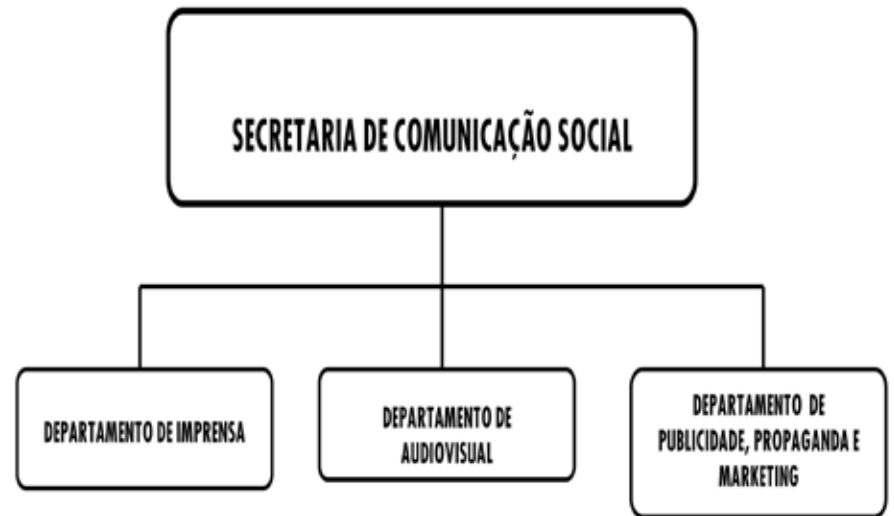 SECRETARIA DE COMUNICAÇÃO SOCIAL
DEPARTAMENTO DE IMPRENSA
DEPARTAMENTO DE
AUDIOVISUAL
DEPARTAMENTO DE
PUBLICIDADE, PROPAGANDA E
MARKETING